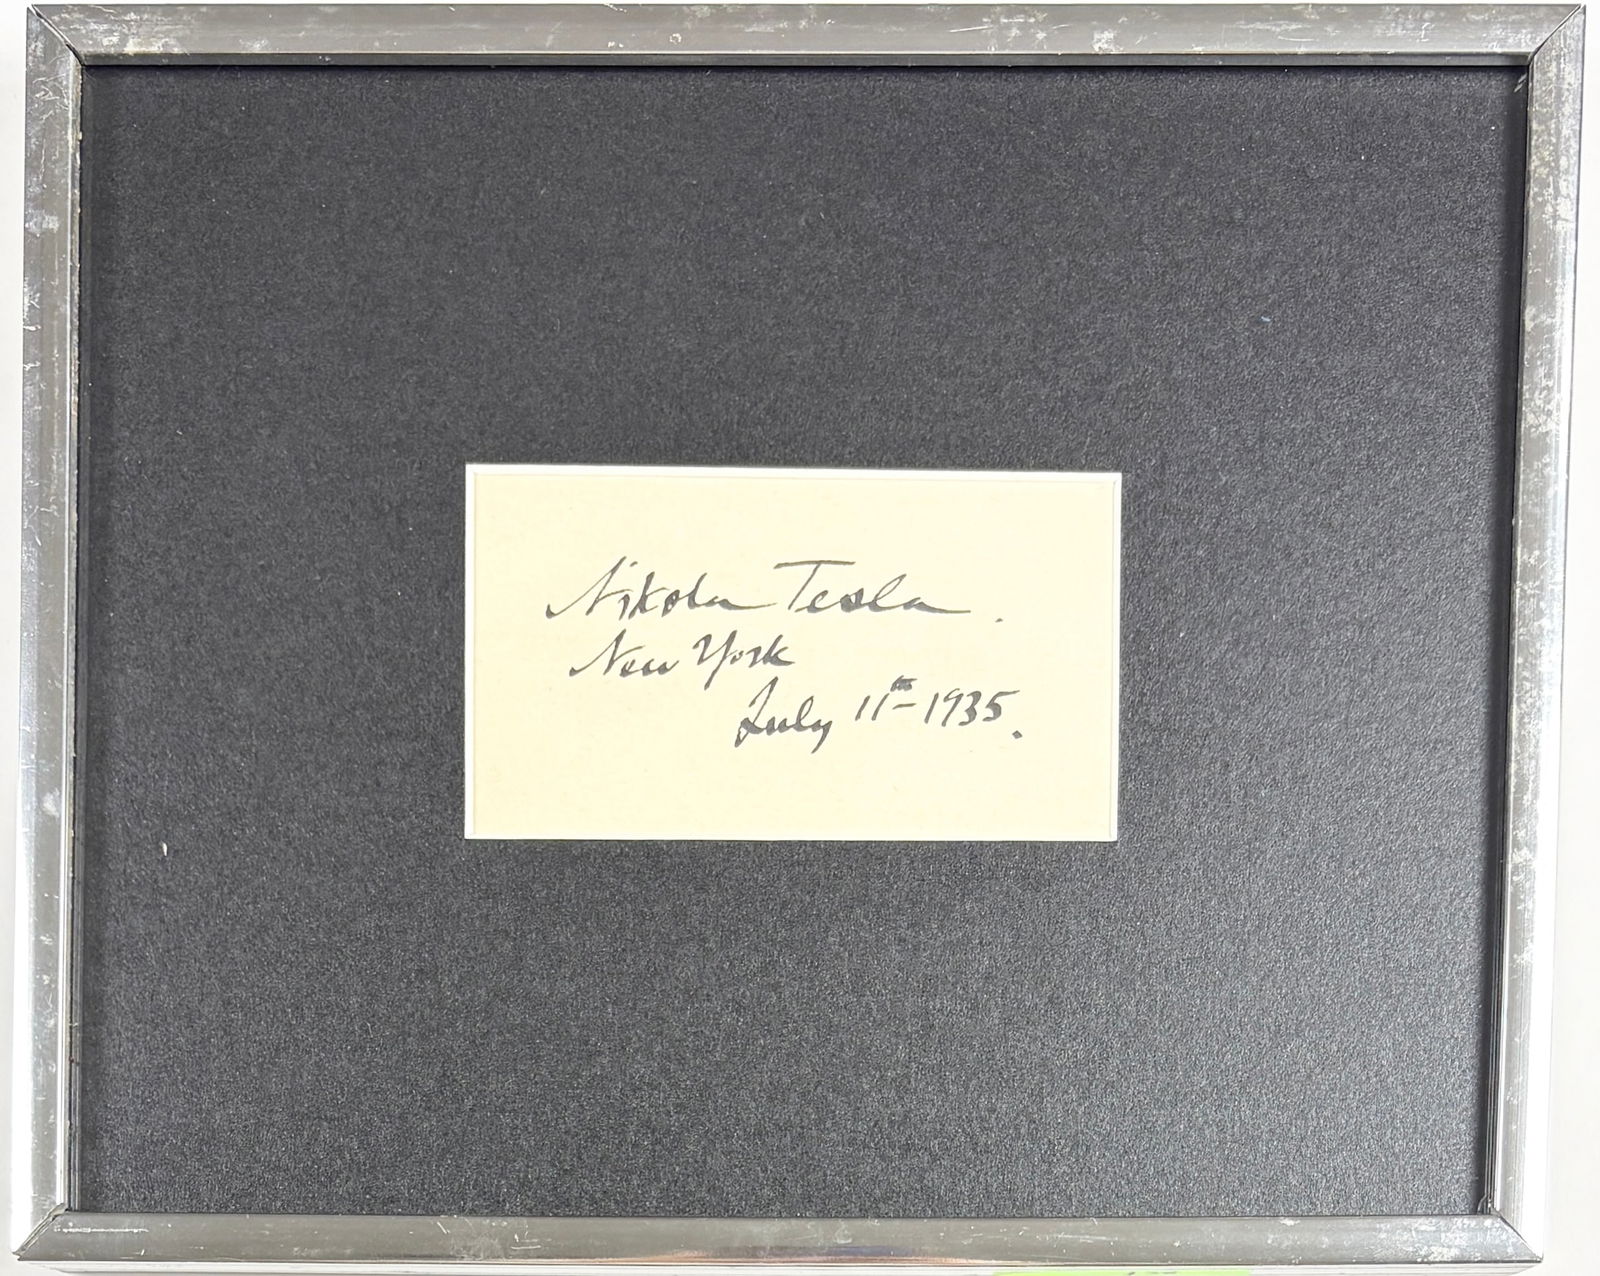 Nikola Tesla.
New York
July 11th - 1935.